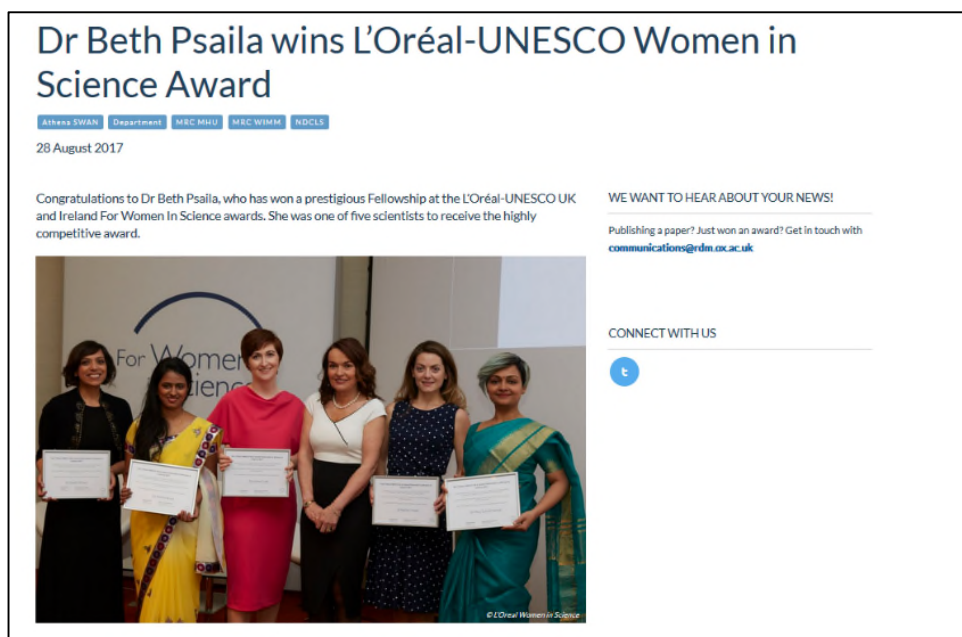 Dr Beth Psaila wins L'Oréal-UNESCO Women in
Science Award
Athena SWAN Department MRC MHU MRC WIMM NDCLS
28 August 2017
Congratulations to Dr Beth Psaila, who has won a prestigious Fellowship at the L'Oréal-UNESCO UK
and Ireland For Women In Science awards. She was one of five scientists to receive the highly
competitive award.
For Women
Science
© L'Oreal Women in Science
WE WANT TO HEAR ABOUT YOUR NEWS!
Publishing a paper? Just won an award? Get in touch with
communications@rdm.ox.ac.uk
CONNECT WITH US